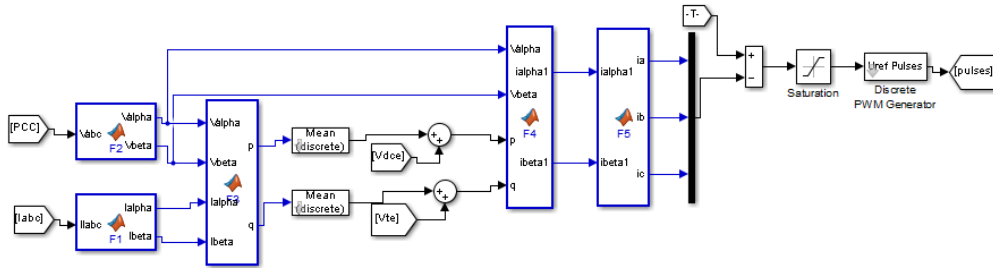 -T-
Valpha
Vbeta
ialpha1
F4
p
q
ibeta1
ialpha1
ia
ib
F5
ibeta1
ic
+
−
Saturation
Uref Pulses
Discrete
PWM Generator
[pulses]
[PCC]
Vabc
Valpha
F2
Vbeta
Valpha
p
Vbeta
F3
Ialpha
q
Ibeta
Mean
(discrete)
[Vdce]
+
+
Mean
(discrete)
[Vte]
+
+
[Iabc]
Ialpha
F1
Ibeta